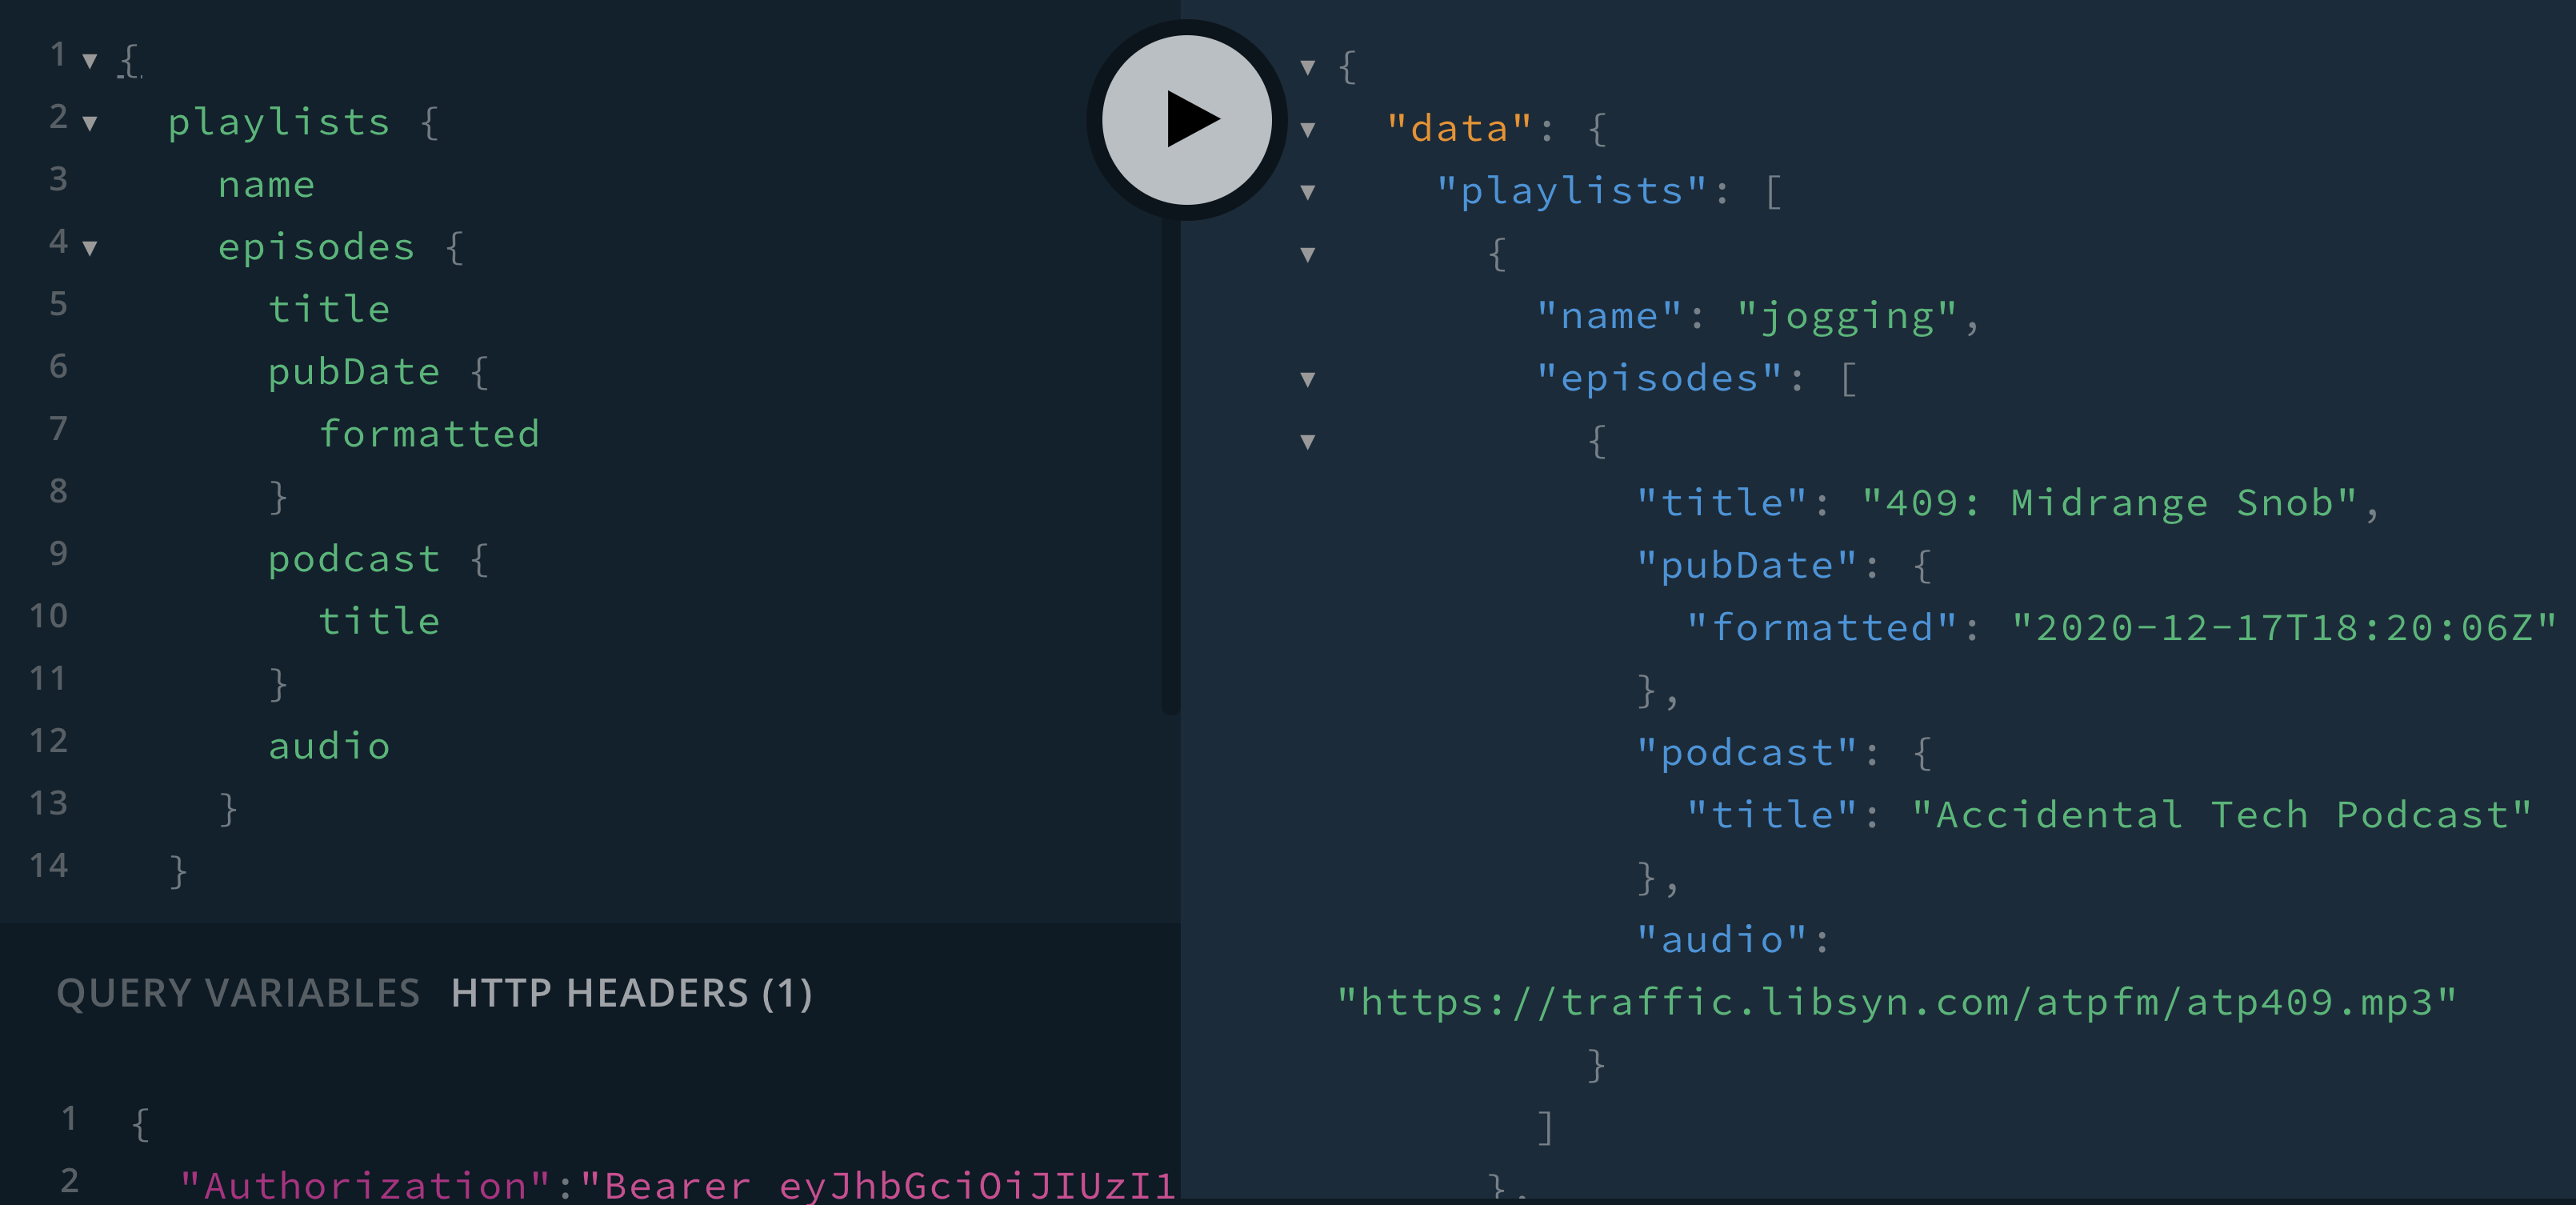 1 {
2 playlists {
3 name
4 episodes {
5 title
6 pubDate {
7 formatted
8 }
9 podcast {
10 title
11 }
12 audio
13 }
14 }
QUERY VARIABLES HTTP HEADERS (1)
1 {
2 "Authorization":"Bearer eyJhbGciOiJIUzI1
{
"data": {
"playlists": [
{
"name": "jogging",
"episodes": [
{
"title": "409: Midrange Snob",
"pubDate": {
"formatted": "2020-12-17T18:20:06Z"
},
"podcast": {
"title": "Accidental Tech Podcast"
},
"audio":
"https://traffic.libsyn.com/atpfm/atp409.mp3"
}
]
},